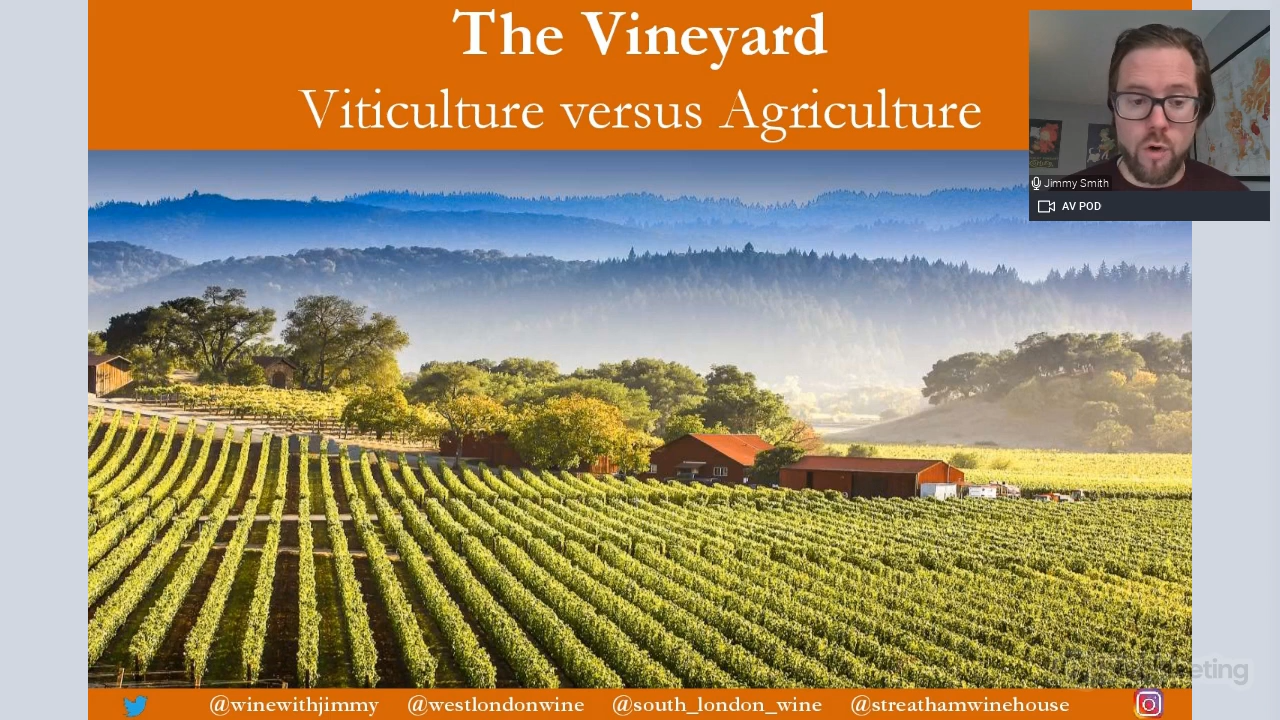 The Vineyard
Viticulture versus Agriculture
Jimmy Smith
AV POD
@winewithjimmy @westlondonwine @south_london_wine @streathamwinehouse